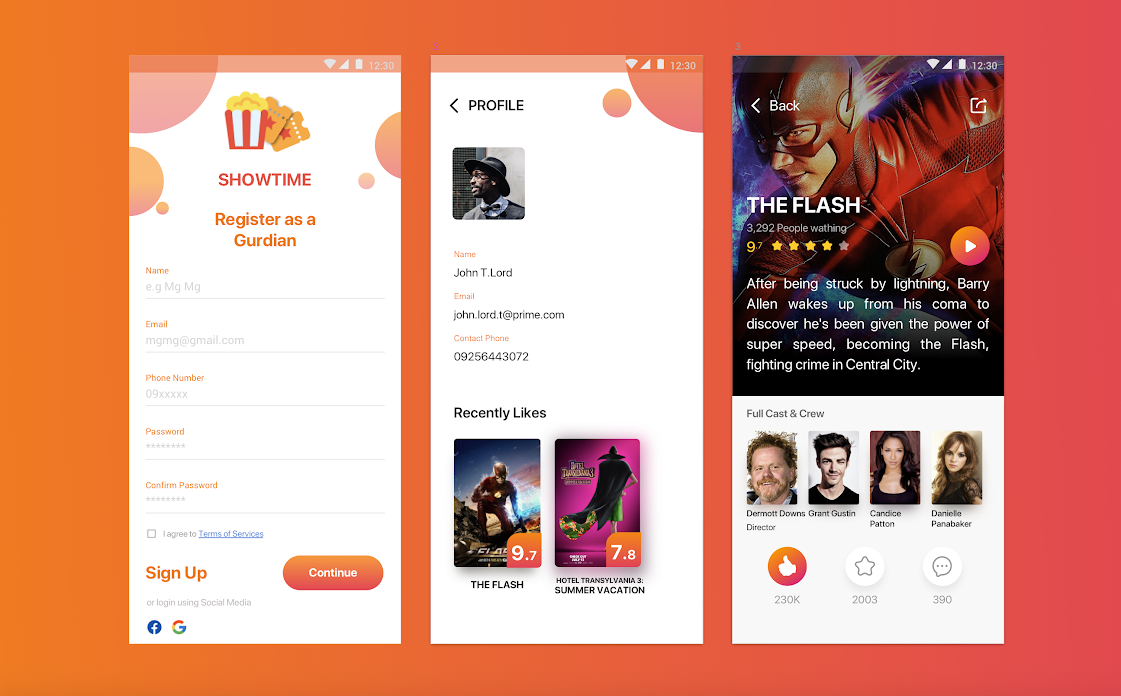 12:30
SHOWTIME
Register as a
Gurdian
Name
e.g Mg Mg
Email
mgmg@gmail.com
Phone Number
09xxxxx
Password
********
Confirm Password
********
I agree to Terms of Services
Sign Up
Continue
or login using Social Media
2
12:30
PROFILE
Name
John T.Lord
Email
john.lord.t@prime.com
Contact Phone
09256443072
Recently Likes
9.7
THE FLASH
HOTEL TRANSYLVANIA 3
7.8
HOTEL TRANSYLVANIA 3:
SUMMER VACATION
3
12:30
Back
THE FLASH
3,292 People wathing
9.7
After being struck by lightning, Barry
Allen wakes up from his coma to
discover he's been given the power of
super speed, becoming the Flash,
fighting crime in Central City.
Full Cast & Crew
Dermott Downs
Director
Grant Gustin
Candice
Patton
Danielle
Panabaker
230K
2003
390